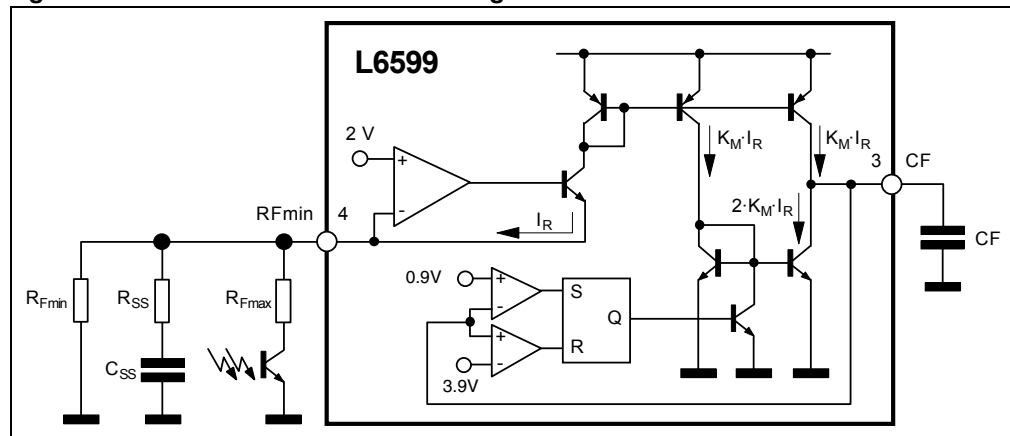 L6599
2 V
+
-
RFmin 4
I_R
K_M·I_R
K_M·I_R
3 CF
2·K_M·I_R
CF
R_Fmin
R_SS
R_Fmax
C_SS
0.9V
+
-
+
-
3.9V
S
Q
R